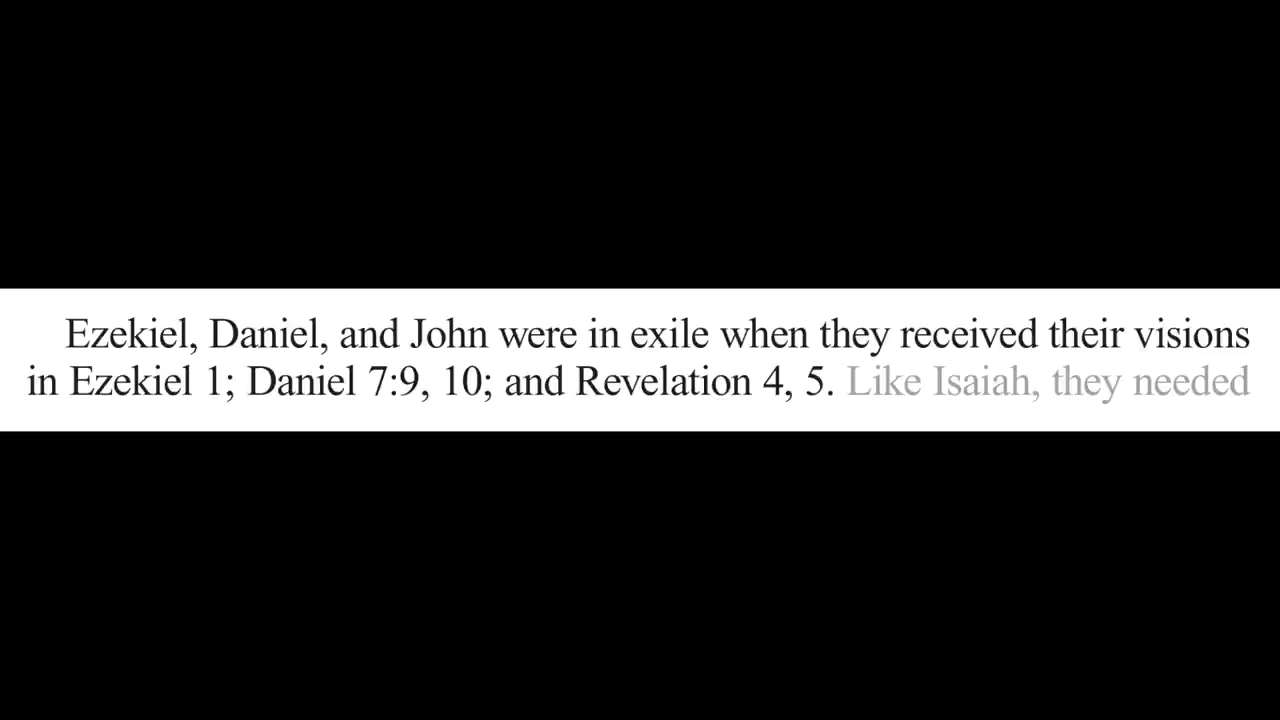 Ezekiel, Daniel, and John were in exile when they received their visions
in Ezekiel 1; Daniel 7:9, 10; and Revelation 4, 5. Like Isaiah, they needed